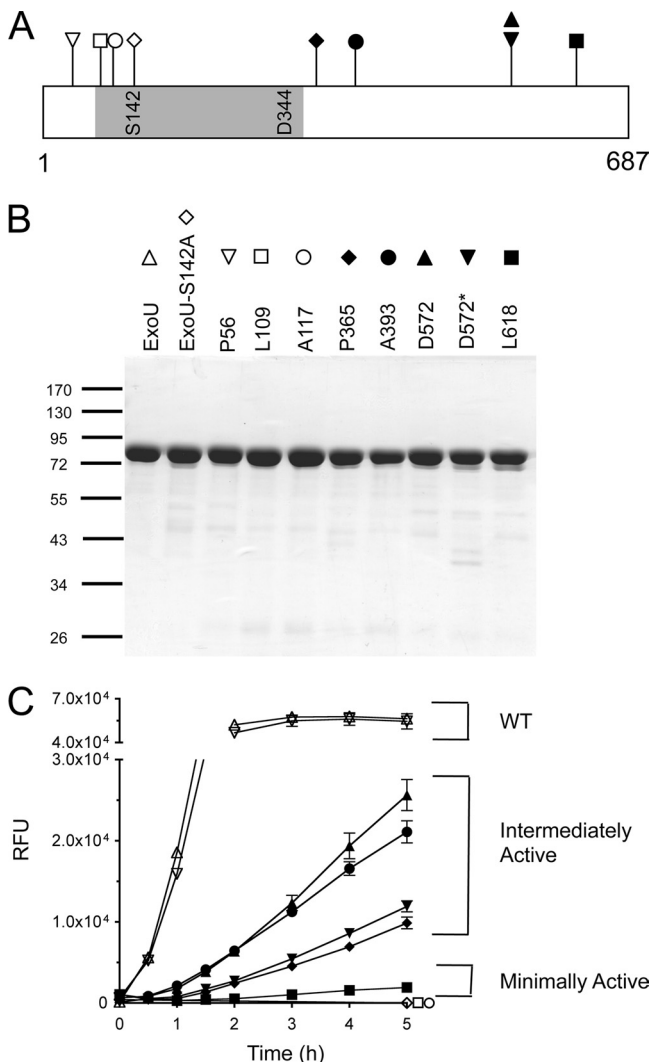 A
S142
D344
1
687
B
ExoU
ExoU-S142A
P56
L109
A117
P365
A393
D572
D572*
L618
170
130
95
72
55
43
34
26
C
7.0x10⁴
4.0x10⁴
3.0x10⁴
2.0x10⁴
1.0x10⁴
0
RFU
0 1 2 3 4 5
Time (h)
WT
Intermediately
Active
Minimally Active